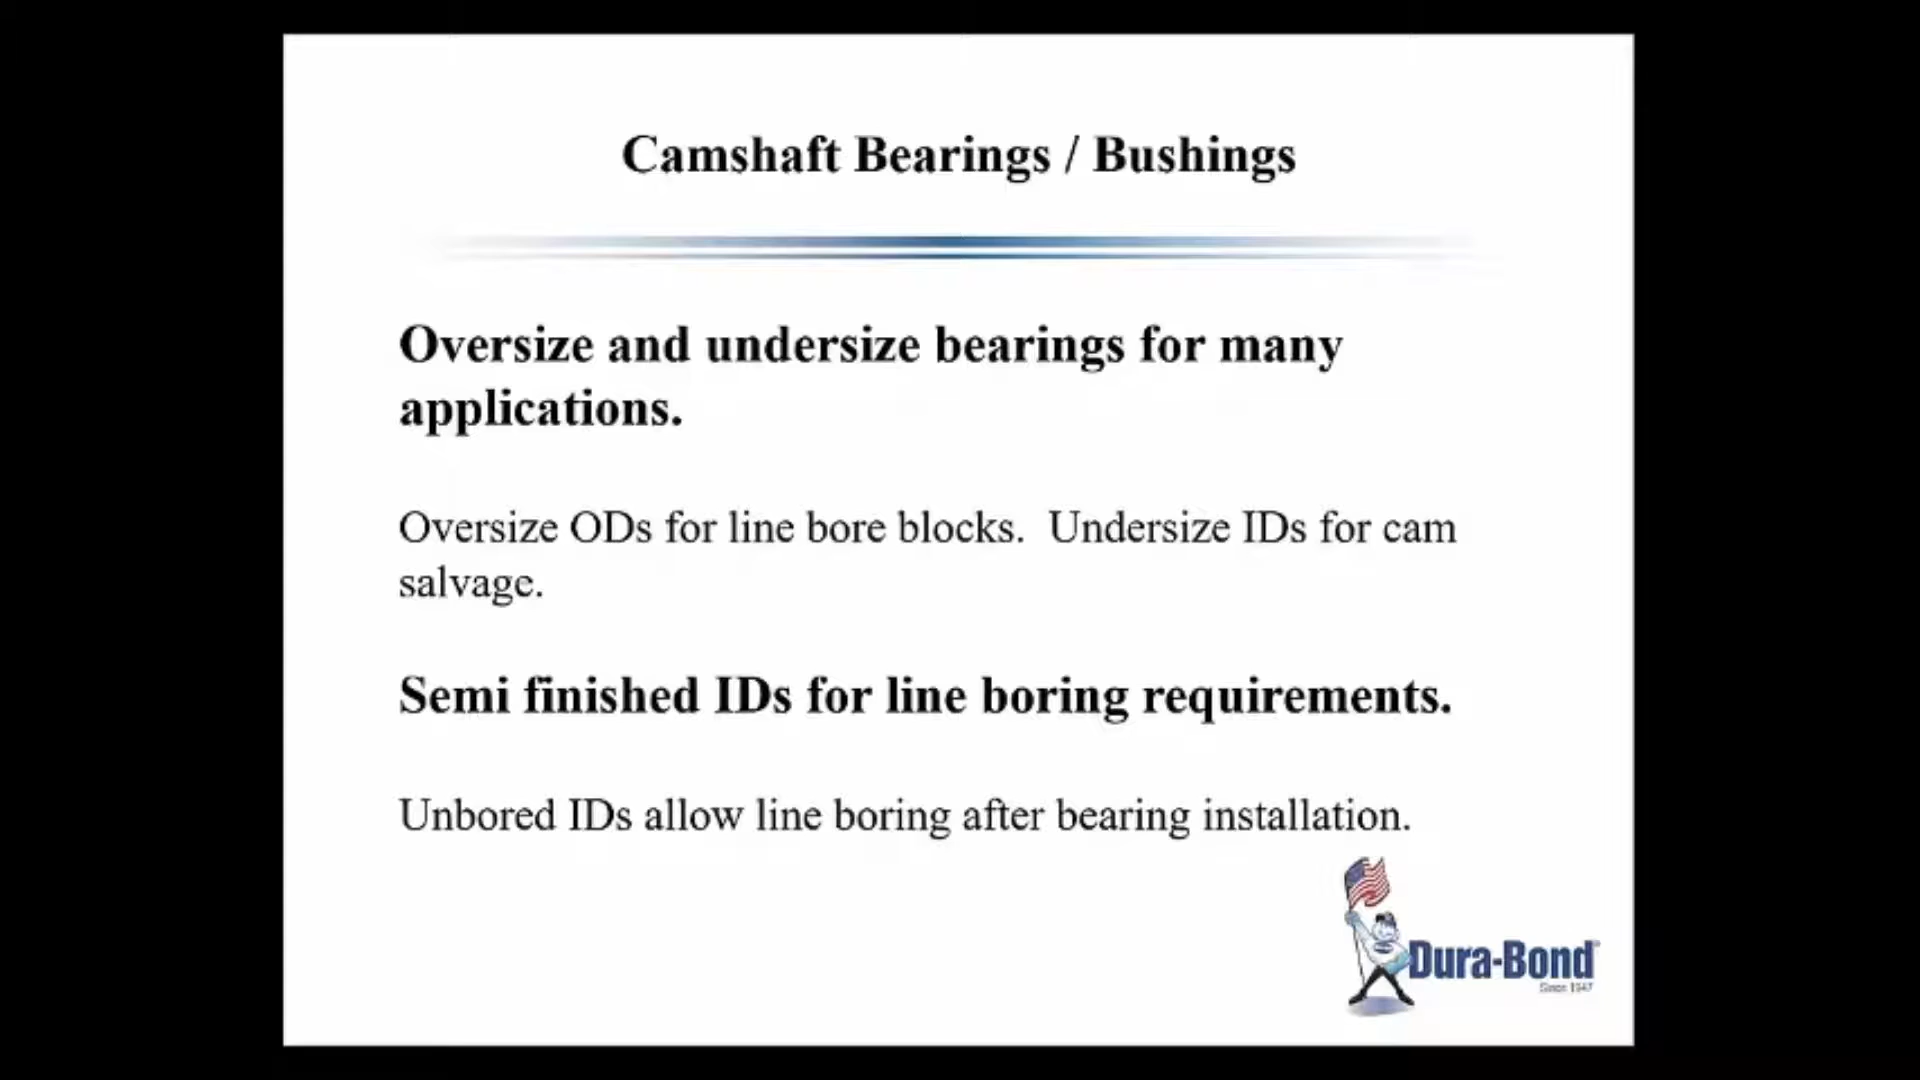 Camshaft Bearings / Bushings
Oversize and undersize bearings for many
applications.
Oversize ODs for line bore blocks.  Undersize IDs for cam
salvage.
Semi finished IDs for line boring requirements.
Unbored IDs allow line boring after bearing installation.
Dura-Bond
Since 1947